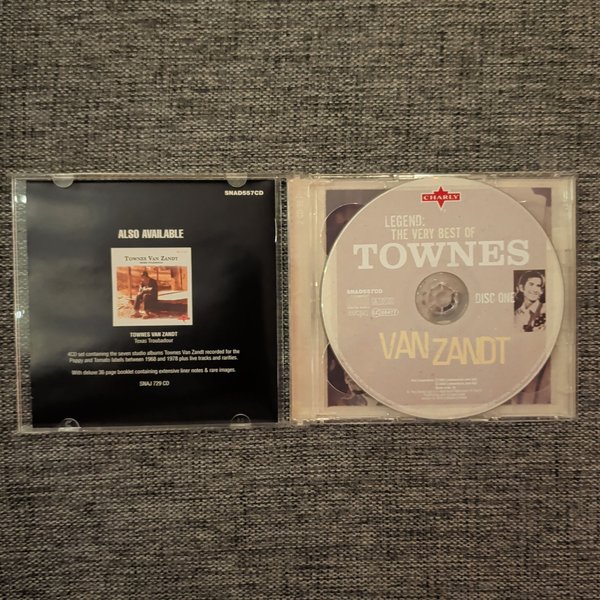 SNAD557CD
ALSO AVAILABLE
TOWNES VAN ZANDT
TOWNES VAN ZANDT
Texas Troubadour
4CD set containing the seven studio albums Townes Van Zandt recorded for the
Poppy and Tomato labels between 1968 and 1978 plus live tracks and rarities.
With deluxe 36 page booklet containing extensive liner notes & rare images.
SNAJ 729 CD
CHARLY
LEGEND:
THE VERY BEST OF
TOWNES
SNAD557CD
DISC ONE
VAN ZANDT